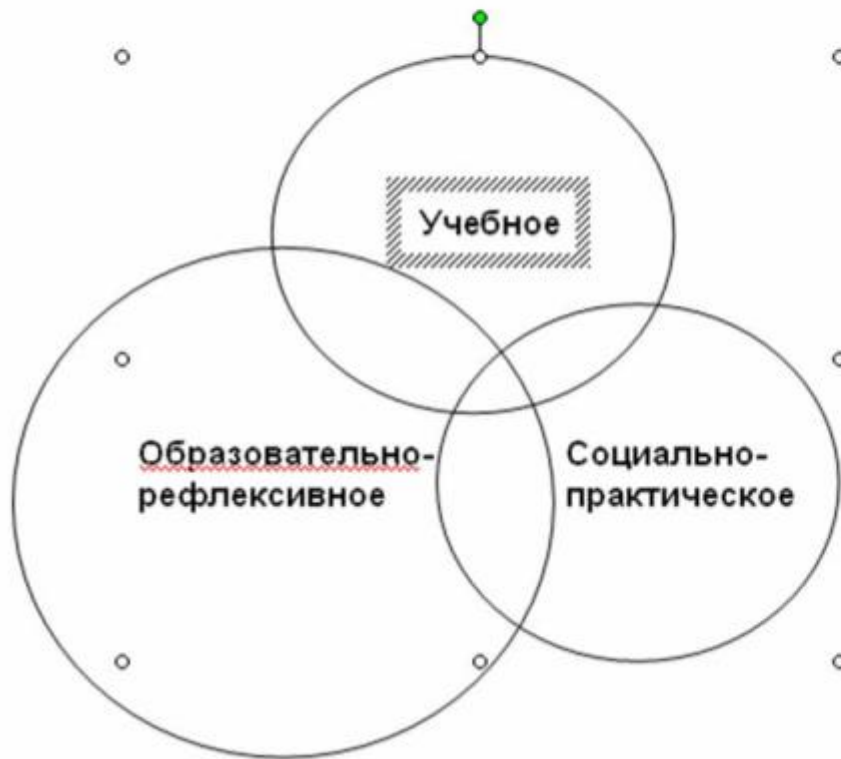 Учебное
Образовательно-
рефлексивное
Социально-
практическое